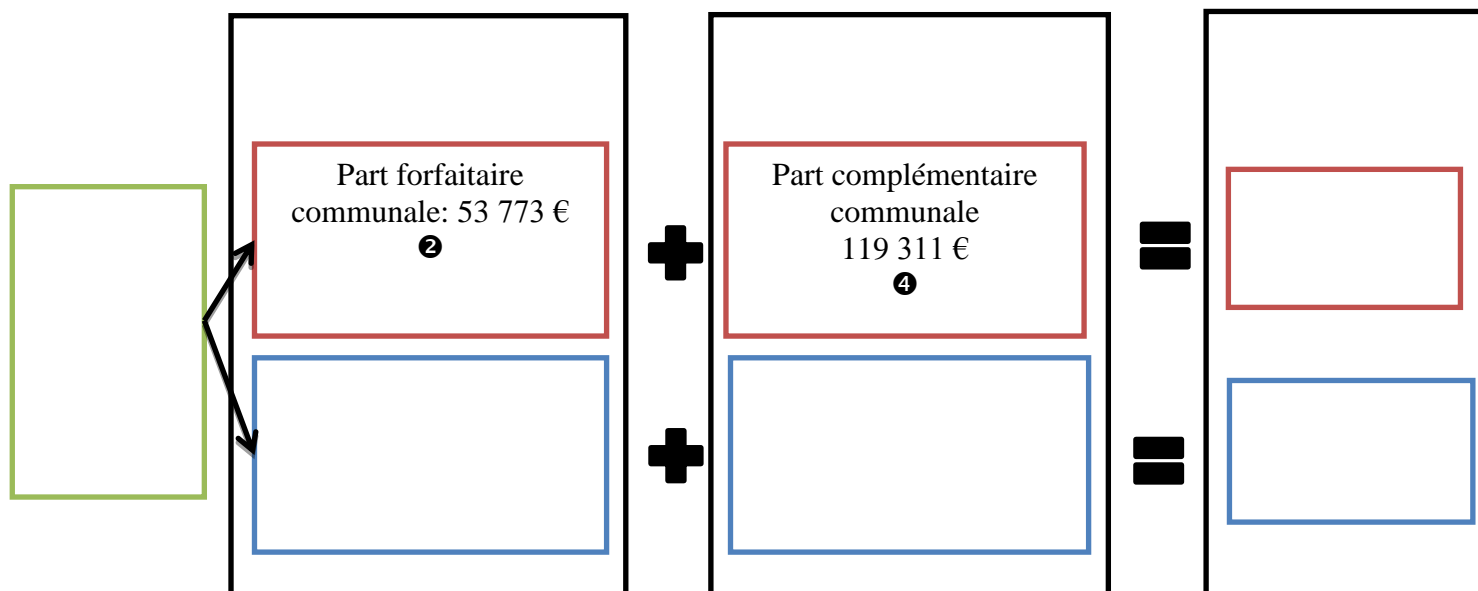 Part forfaitaire
communale: 53 773 €
❷
Part complémentaire
communale
119 311 €
❹